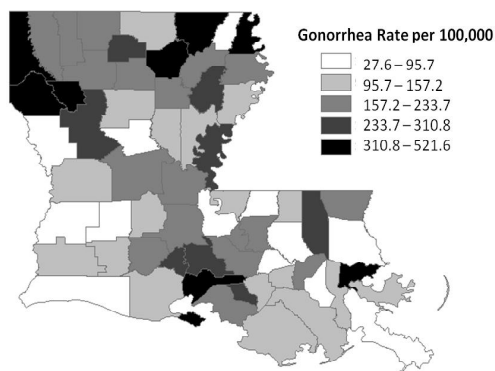 Gonorrhea Rate per 100,000
27.6 – 95.7
95.7 – 157.2
157.2 – 233.7
233.7 – 310.8
310.8 – 521.6